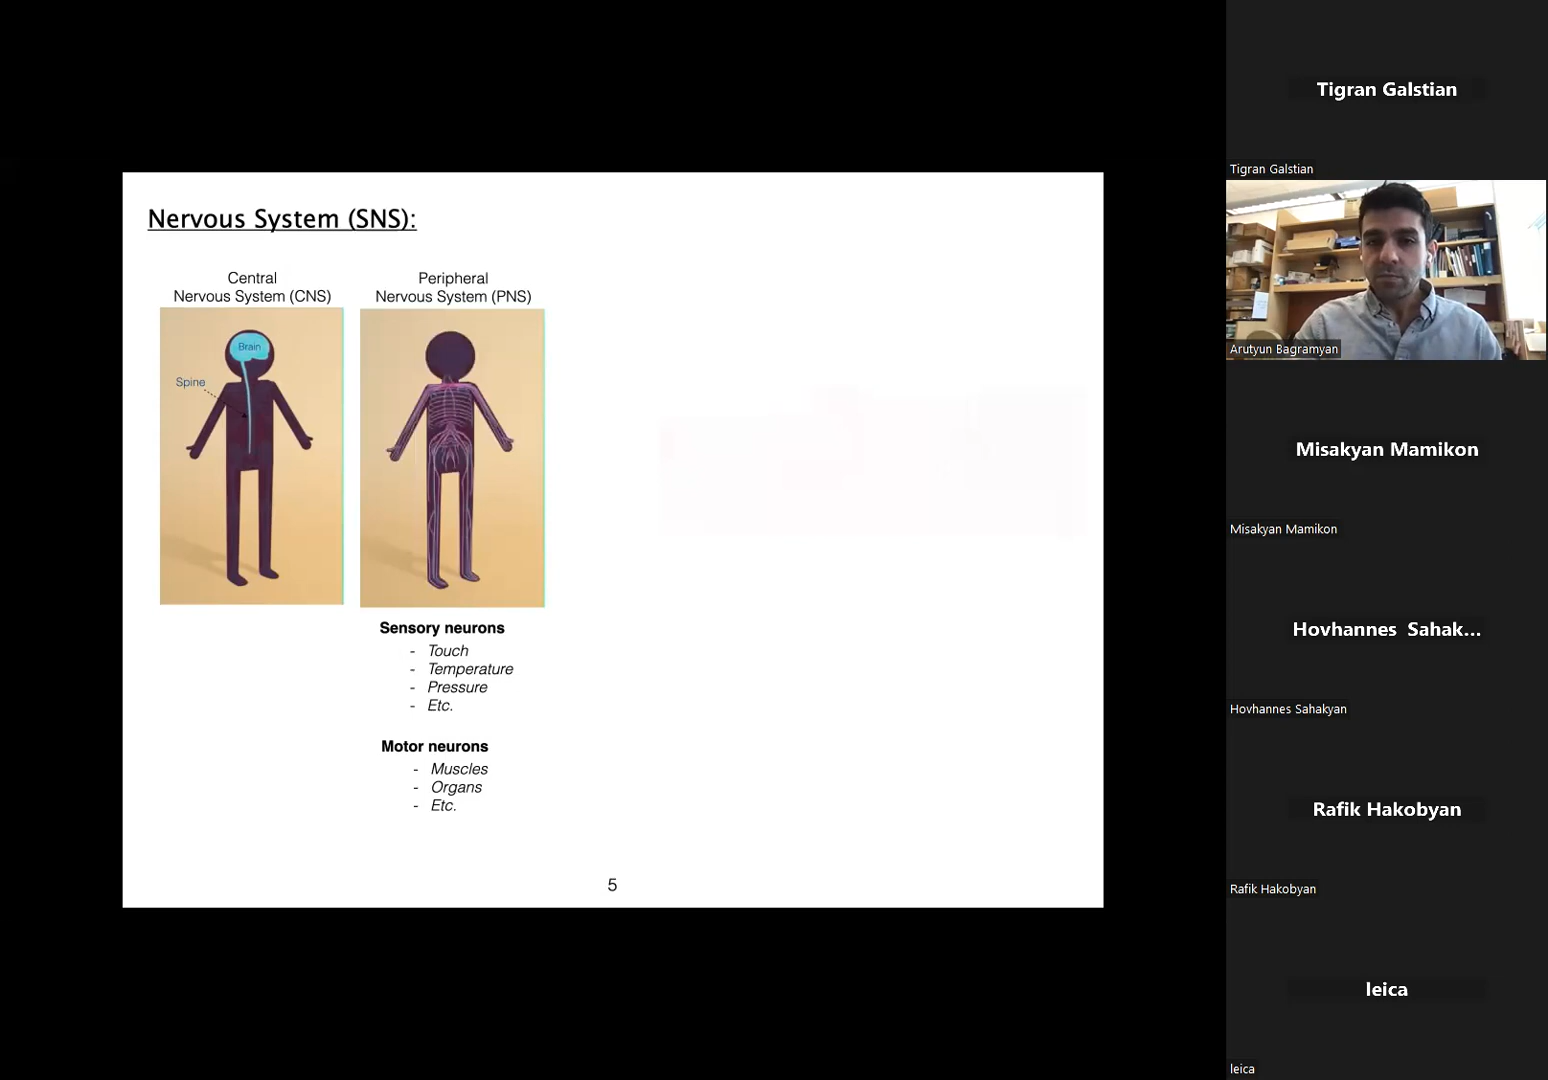 Nervous System (SNS):
Central
Nervous System (CNS)
Peripheral
Nervous System (PNS)
Brain
Spine
Sensory neurons
- Touch
- Temperature
- Pressure
- Etc.
Motor neurons
- Muscles
- Organs
- Etc.
5
Tigran Galstian
Tigran Galstian
Arutyun Bagramyan
Misakyan Mamikon
Misakyan Mamikon
Hovhannes Sahak...
Hovhannes Sahakyan
Rafik Hakobyan
Rafik Hakobyan
leica
leica